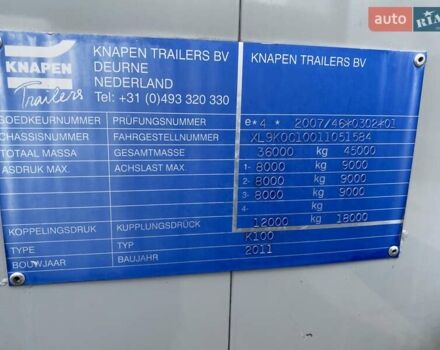 auto RIA
KNAPEN
Trailers
KNAPEN TRAILERS BV
DEURNE
NEDERLAND
Tel: +31 (0)493 320 330
KNAPEN TRAILERS BV
GOEDKEURNUMMER PRÜFUNGSNUMMER e*4 * 2007/46*0302*01
CHASSISNUMMER FAHRGESTELLNUMMER XL9K0C10011051584
TOTAAL MASSA GESAMTMASSE 36000 kg 45000
ASDRUK MAX. ACHSLAST MAX. 1- 8000 kg 9000
2- 8000 kg 9000
3- 8000 kg 9000
4- kg
KOPPELINGSDRUK KUPPLUNGSDRÜCK 12000 kg 18000
TYPE TYP K100
BOUWJAAR BAUJAHR 2011